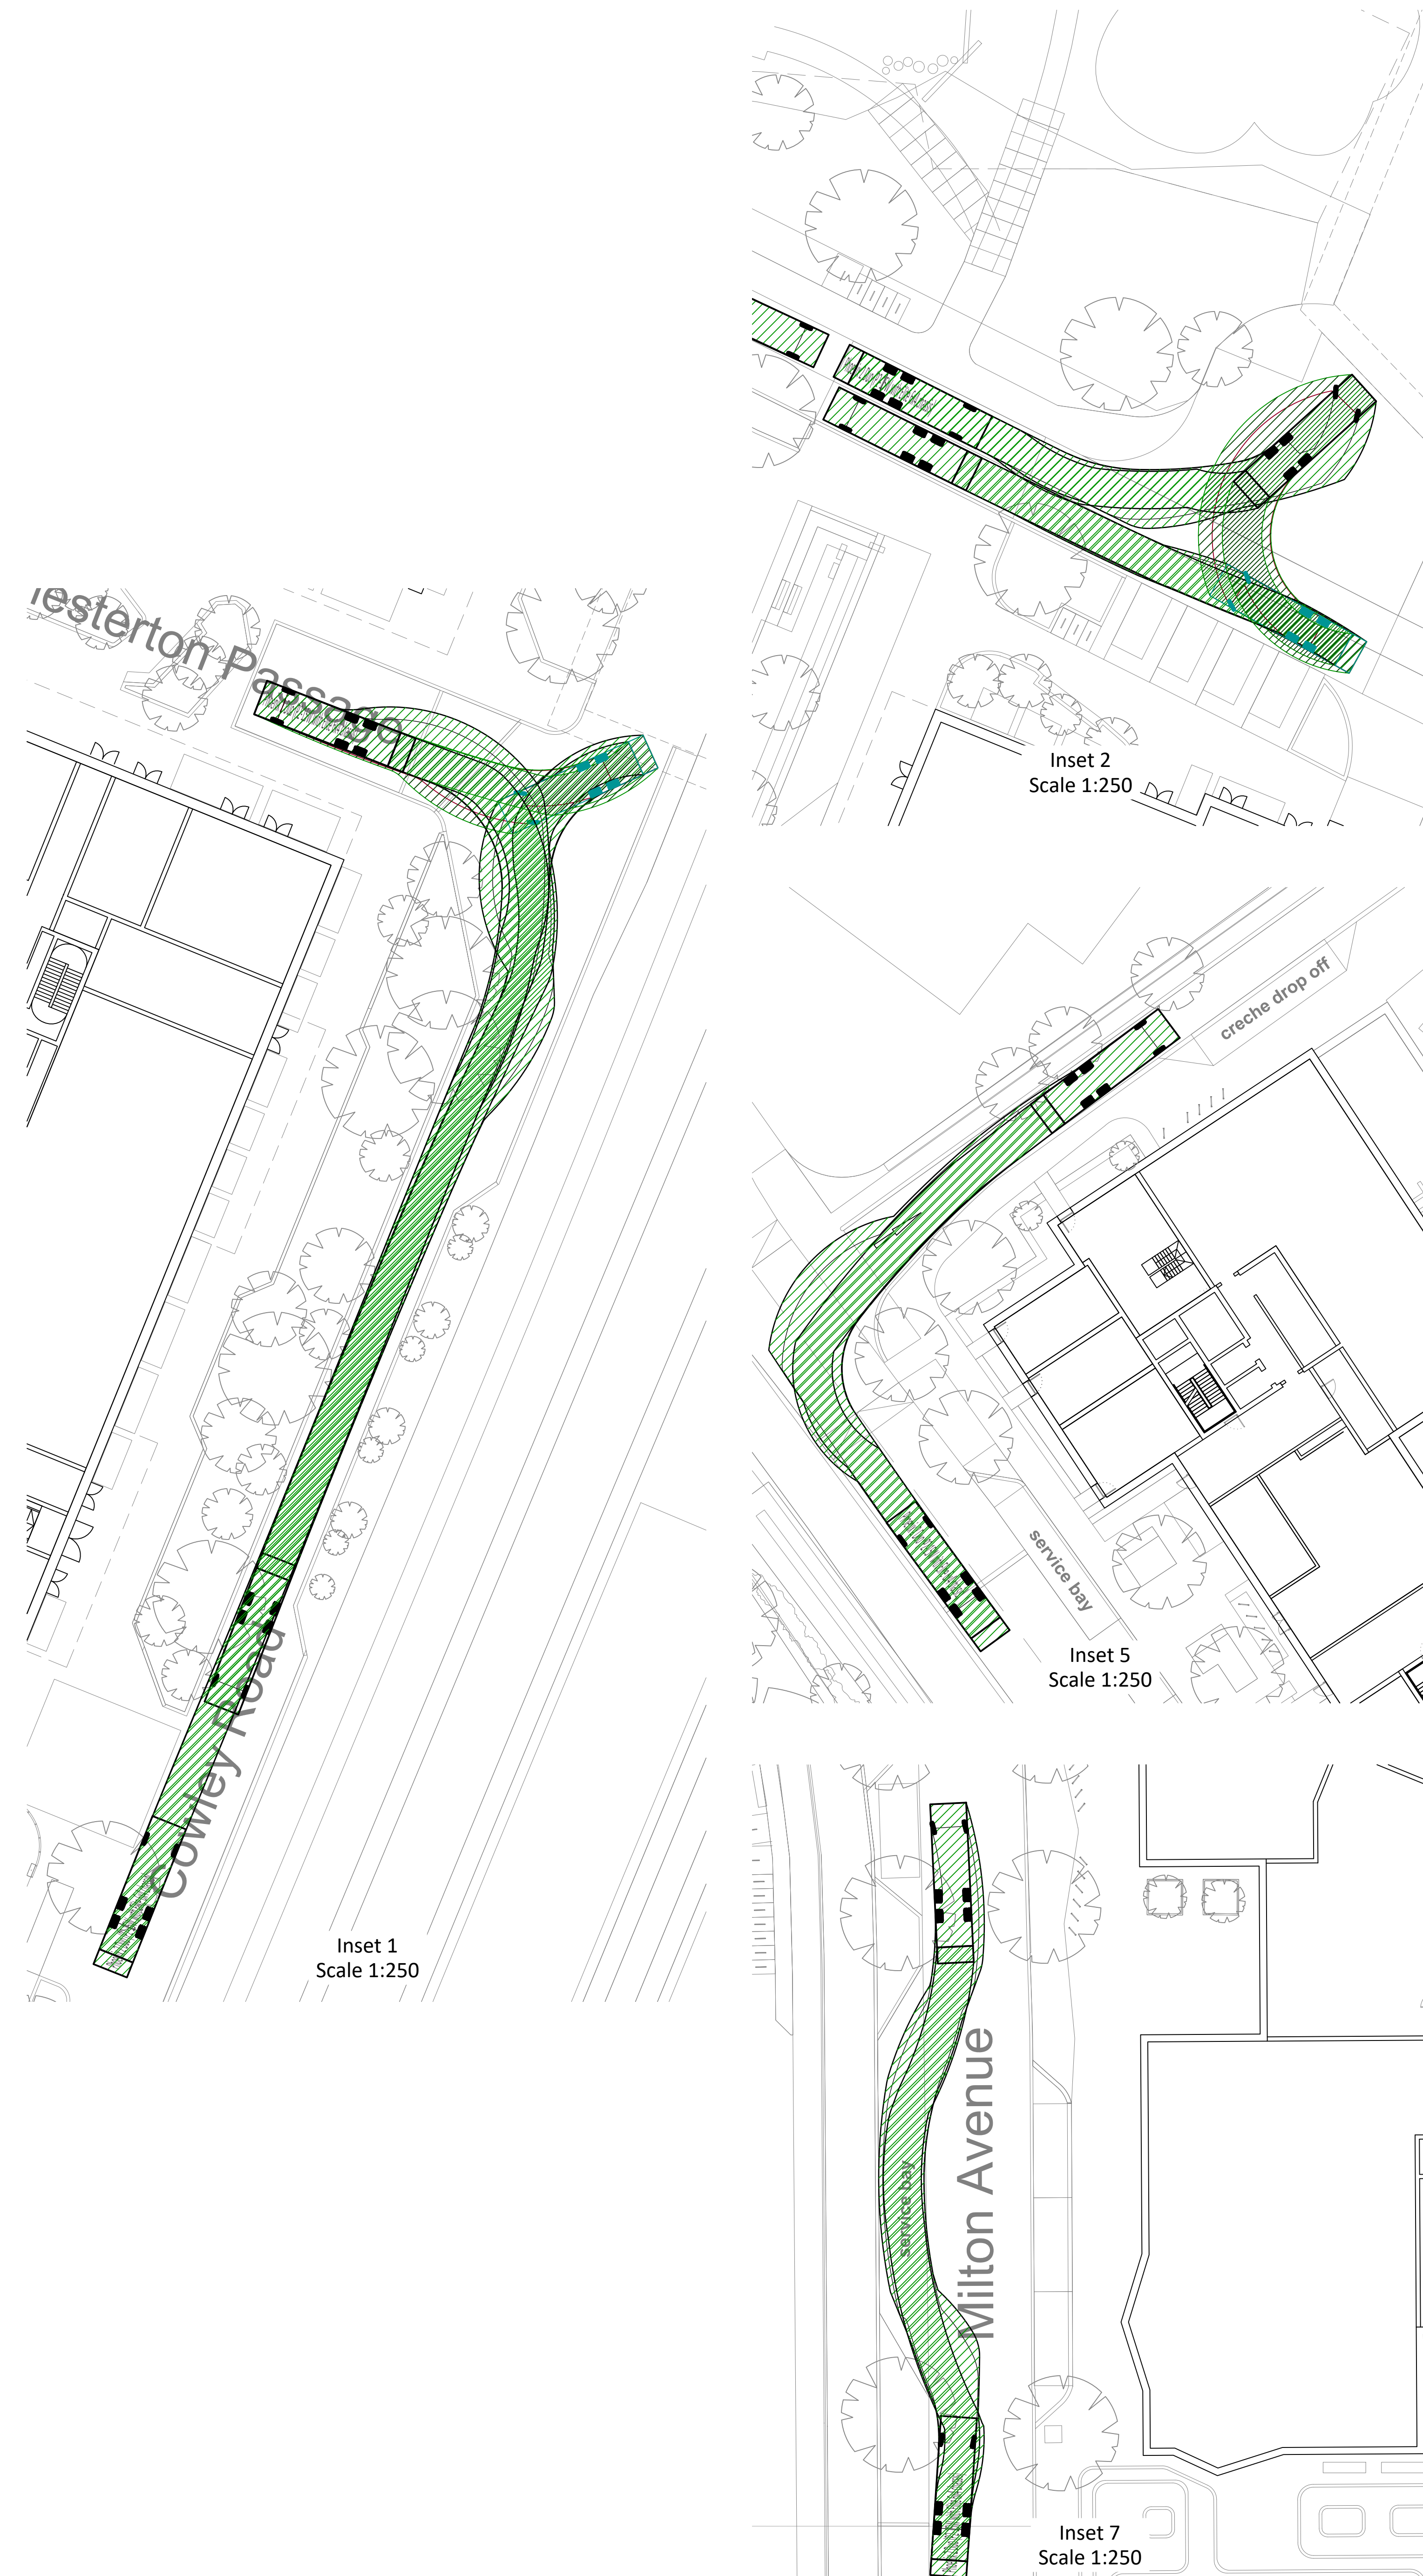 Inset 2
Scale 1:250
lesterton Passage
Cowley Road
Inset 1
Scale 1:250
creche drop off
service bay
Inset 5
Scale 1:250
service bay
Milton Avenue
Inset 7
Scale 1:250